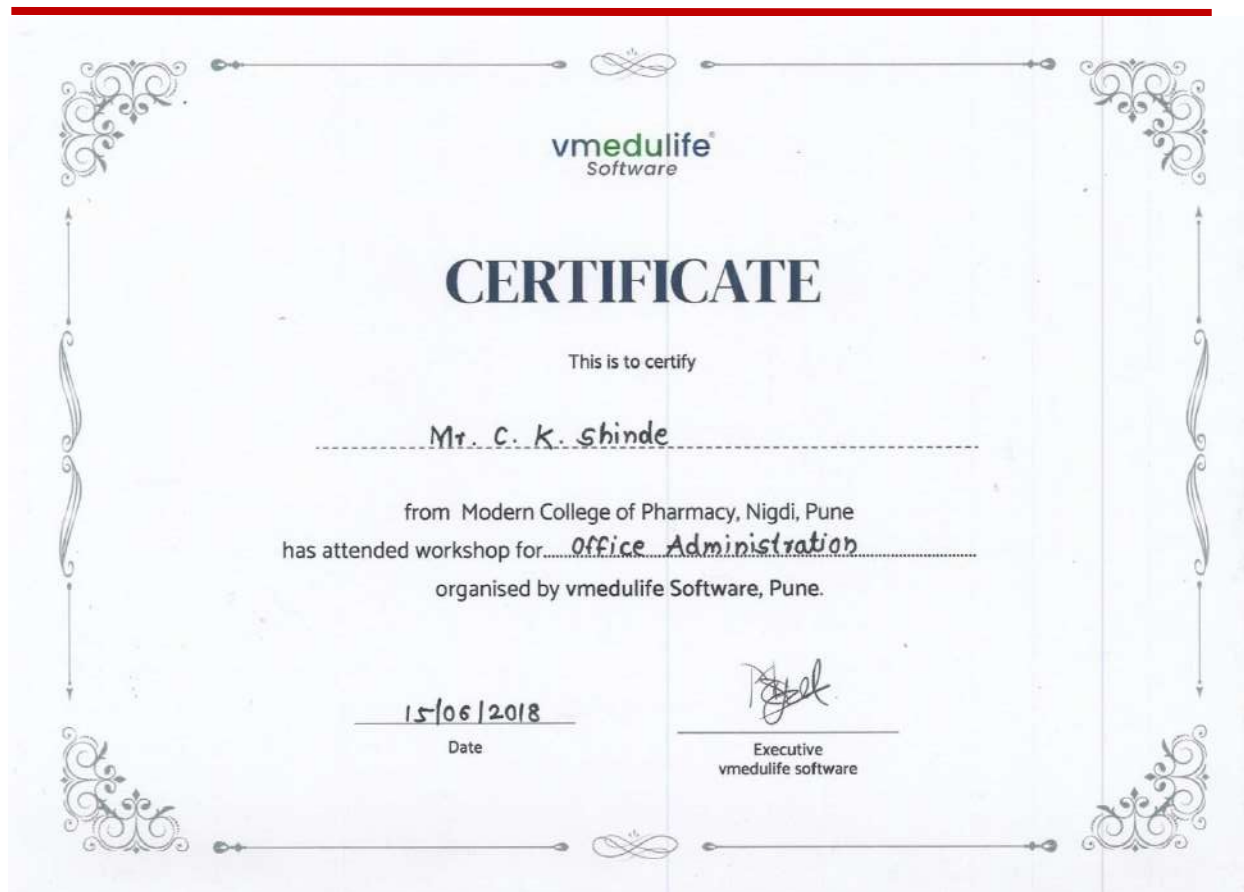 vmedulife®
Software
CERTIFICATE
This is to certify
Mr. C. K. Shinde
from Modern College of Pharmacy, Nigdi, Pune
has attended workshop for Office Administration
organised by vmedulife Software, Pune.
15/06/2018
Date
Executive
vmedulife software